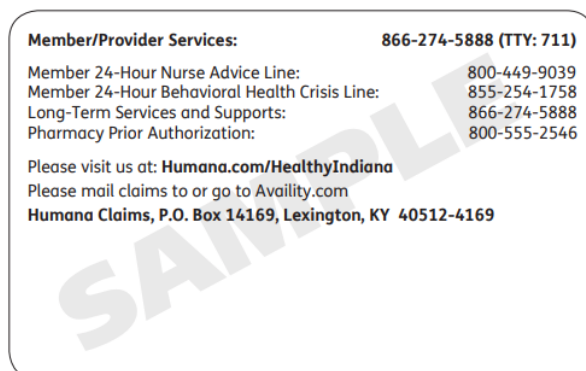 Member/Provider Services: 866-274-5888 (TTY: 711)
Member 24-Hour Nurse Advice Line: 800-449-9039
Member 24-Hour Behavioral Health Crisis Line: 855-254-1758
Long-Term Services and Supports: 866-274-5888
Pharmacy Prior Authorization: 800-555-2546
Please visit us at: Humana.com/HealthyIndiana
Please mail claims to or go to Availity.com
Humana Claims, P.O. Box 14169, Lexington, KY 40512-4169
SAMPLE